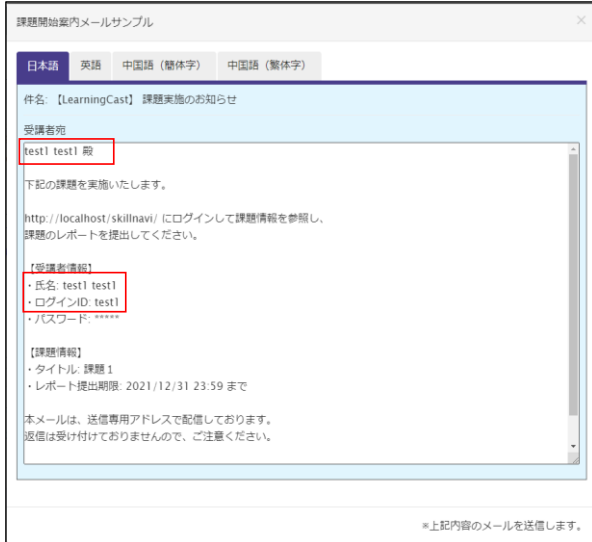 課題開始案内メールサンプル ×
日本語 英語 中国語（簡体字） 中国語（繁体字）
件名: 【LearningCast】 課題実施のお知らせ
受講者宛
test1 test1 殿
下記の課題を実施いたします。
http://localhost/skillnavi/ にログインして課題情報を参照し、
課題のレポートを提出してください。
【受講者情報】
・氏名: test1 test1
・ログインID: test1
・パスワード: *****
【課題情報】
・タイトル: 課題１
・レポート提出期限: 2021/12/31 23:59 まで
本メールは、送信専用アドレスで配信しております。
返信は受け付けておりませんので、ご注意ください。
※上記内容のメールを送信します。